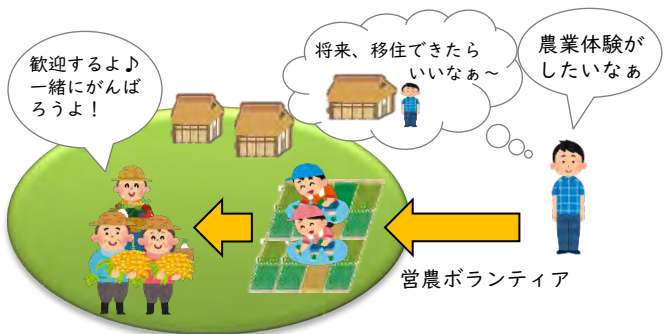 歓迎するよ♪
一緒にがんば
ろうよ！
将来、移住できたら
いいなぁ～
農業体験が
したいなぁ
営農ボランティア